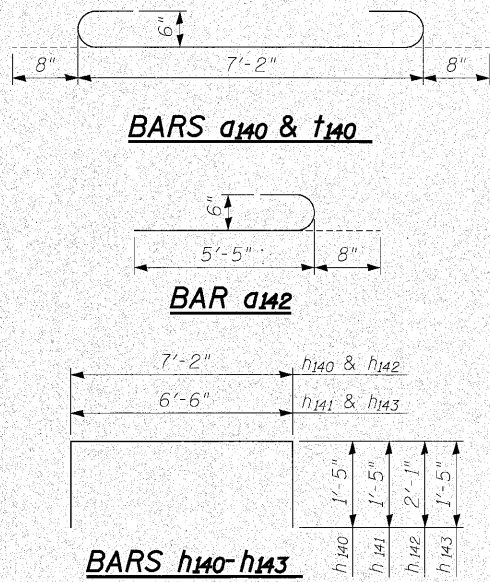 6"
8" 7'-2" 8"
BARS a140 & t140
6"
5'-5" 8"
BAR a142
7'-2" h140 & h142
6'-6" h141 & h143
1'-5" 1'-5" 2'-1" 1'-5"
h140 h141 h142 h143
BARS h140-h143